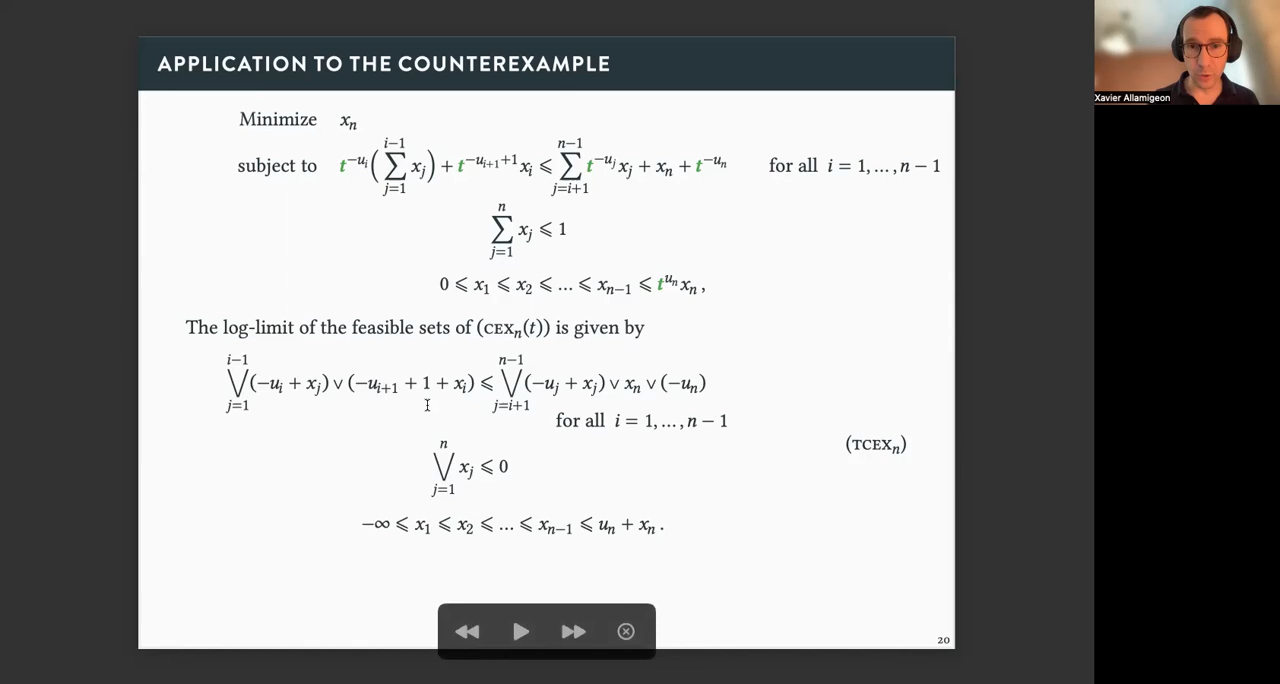 APPLICATION TO THE COUNTEREXAMPLE
Minimize x_n
subject to t^{-u_i}(∑_{j=1}^{i-1} x_j) + t^{-u_{i+1}+1} x_i ⩽ ∑_{j=i+1}^{n-1} t^{-u_j} x_j + x_n + t^{-u_n} for all i = 1, …, n − 1
∑_{j=1}^{n} x_j ⩽ 1
0 ⩽ x_1 ⩽ x_2 ⩽ … ⩽ x_{n-1} ⩽ t^{u_n} x_n ,
The log-limit of the feasible sets of (CEX_n(t)) is given by
⋁_{j=1}^{i-1} (−u_i + x_j) ∨ (−u_{i+1} + 1 + x_i) ⩽ ⋁_{j=i+1}^{n-1} (−u_j + x_j) ∨ x_n ∨ (−u_n)
for all i = 1, …, n − 1
(TCEX_n)
⋁_{j=1}^{n} x_j ⩽ 0
−∞ ⩽ x_1 ⩽ x_2 ⩽ … ⩽ x_{n-1} ⩽ u_n + x_n .
20
Xavier Allamigeon